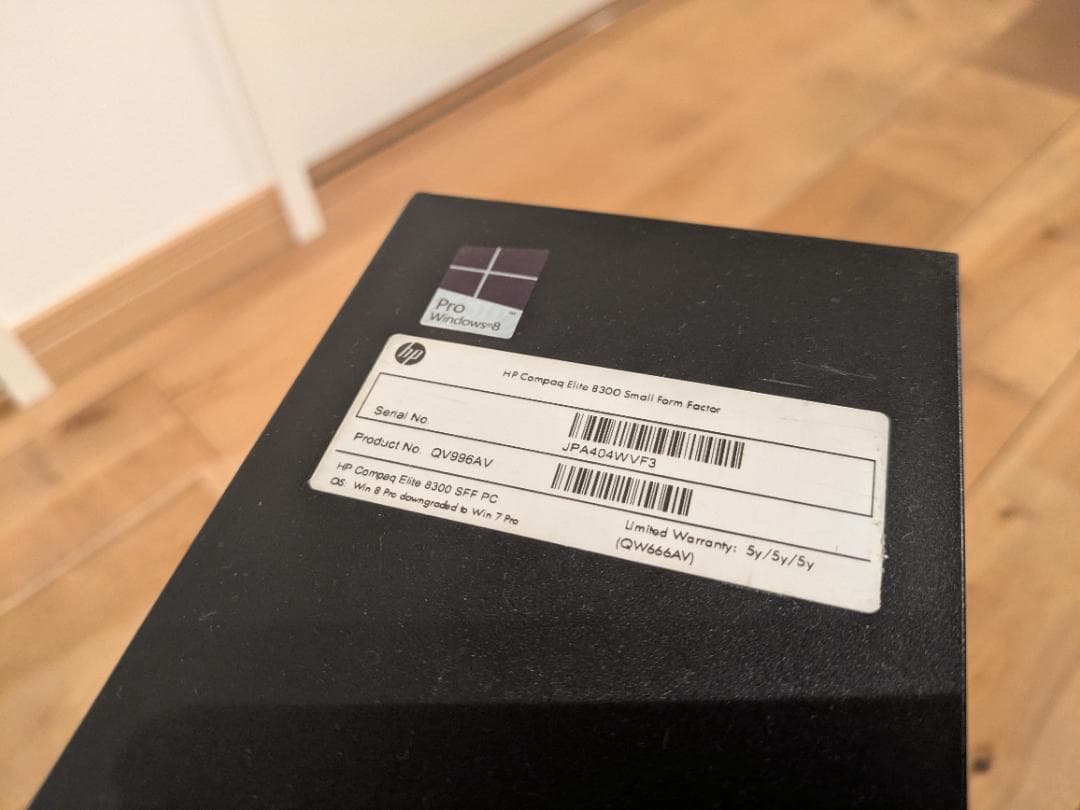 Pro
Windows 8
hp
HP Compaq Elite 8300 Small Form Factor
Serial No. JPA404WVF3
Product No. QV996AV
HP Compaq Elite 8300 SFF PC
OS: Win 8 Pro downgraded to Win 7 Pro
Limited Warranty: 5y/5y/5y
(QW666AV)